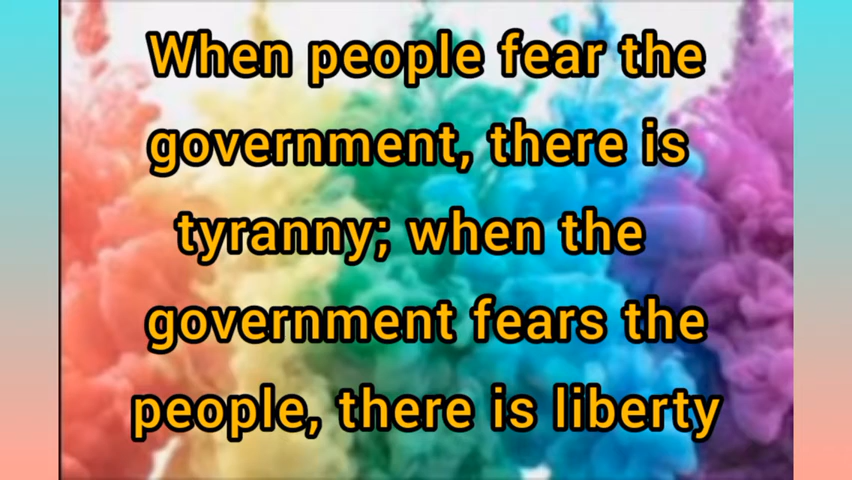 When people fear the
government, there is
tyranny; when the
government fears the
people, there is liberty